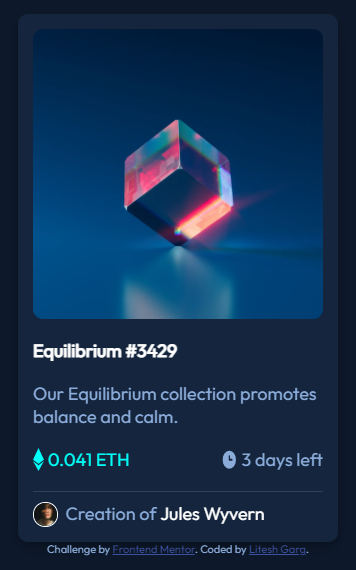 Equilibrium #3429
Our Equilibrium collection promotes
balance and calm.
0.041 ETH 3 days left
Creation of Jules Wyvern
Challenge by Frontend Mentor. Coded by Litesh Garg.